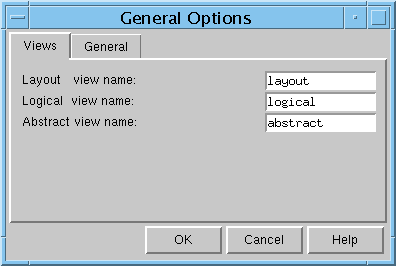 General Options
Views General
Layout view name: layout
Logical view name: logical
Abstract view name: abstract
OK Cancel Help